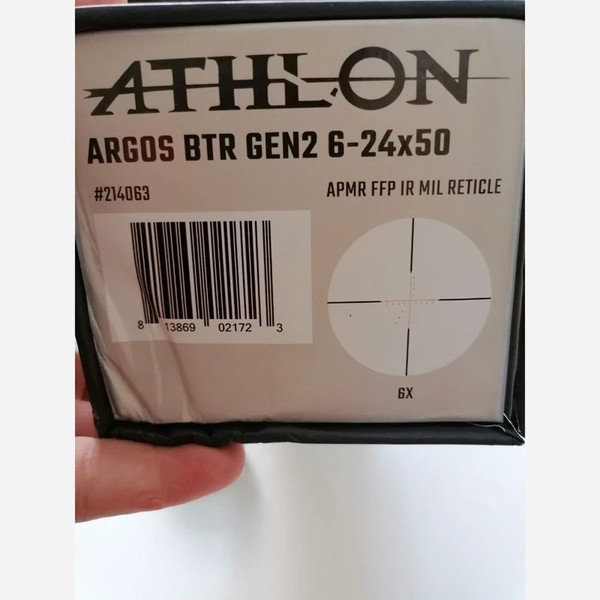 ATHLON
ARGOS BTR GEN2 6-24x50
#214063
APMR FFP IR MIL RETICLE
8 13869 02172 3
6X